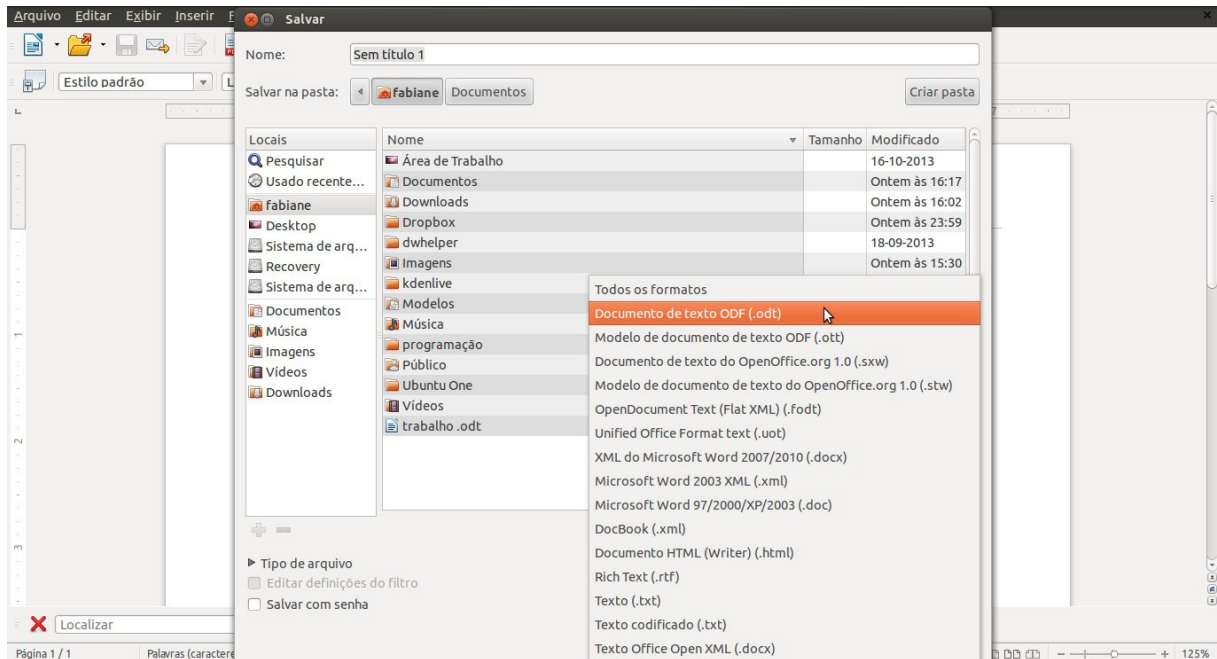 Arquivo Editar Exibir Inserir
Salvar
Nome: Sem título 1
Estilo padrão
Salvar na pasta: fabiane Documentos Criar pasta
Locais
Pesquisar
Usado recente...
fabiane
Desktop
Sistema de arq...
Recovery
Sistema de arq...
Documentos
Música
Imagens
Vídeos
Downloads
Nome Tamanho Modificado
Área de Trabalho 16-10-2013
Documentos Ontem às 16:17
Downloads Ontem às 16:02
Dropbox Ontem às 23:59
dwhelper 18-09-2013
Imagens Ontem às 15:30
kdenlive
Modelos
Música
programação
Público
Ubuntu One
Vídeos
trabalho .odt
Todos os formatos
Documento de texto ODF (.odt)
Modelo de documento de texto ODF (.ott)
Documento de texto do OpenOffice.org 1.0 (.sxw)
Modelo de documento de texto do OpenOffice.org 1.0 (.stw)
OpenDocument Text (Flat XML) (.fodt)
Unified Office Format text (.uot)
XML do Microsoft Word 2007/2010 (.docx)
Microsoft Word 2003 XML (.xml)
Microsoft Word 97/2000/XP/2003 (.doc)
DocBook (.xml)
Documento HTML (Writer) (.html)
Rich Text (.rtf)
Texto (.txt)
Texto codificado (.txt)
Texto Office Open XML (.docx)
Tipo de arquivo
Editar definições do filtro
Salvar com senha
Localizar
Página 1 / 1 Palavras (caractere 125%